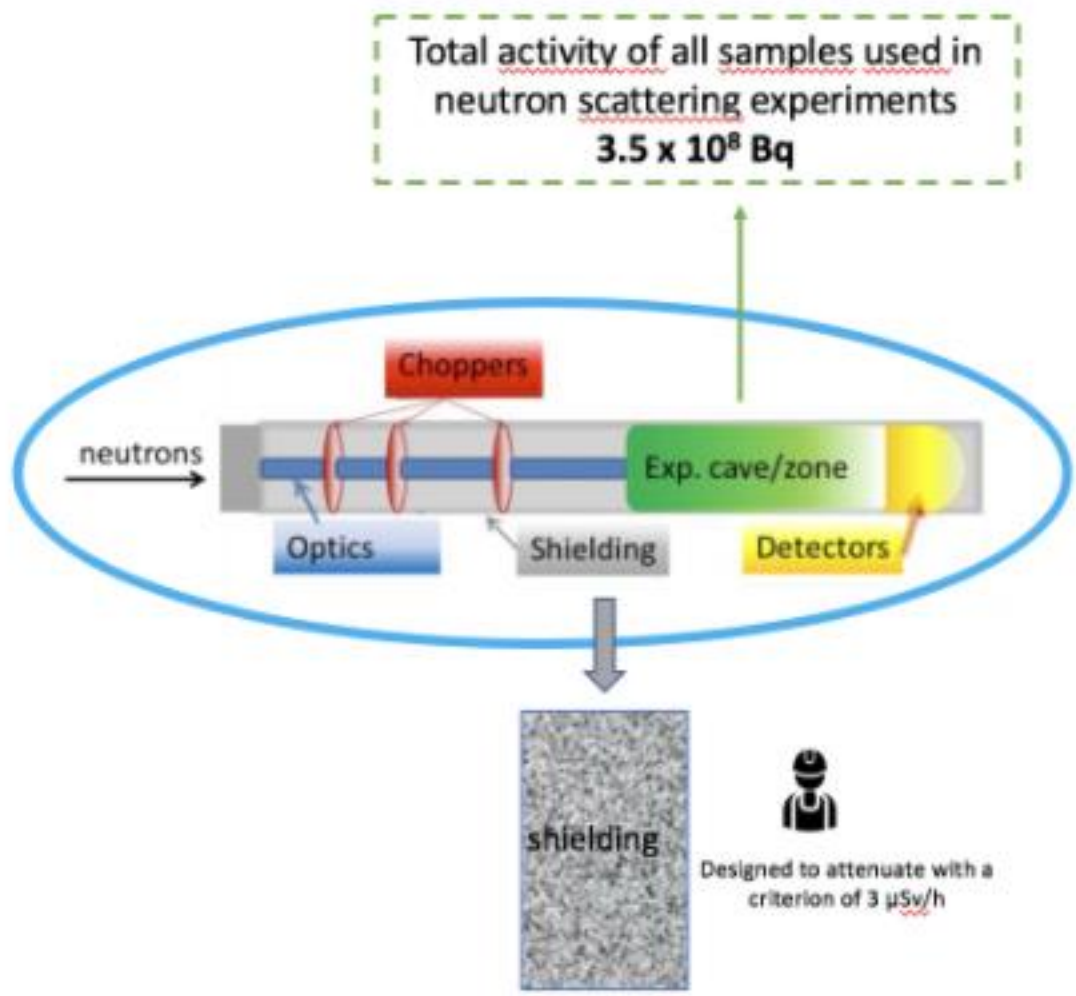 Total activity of all samples used in
neutron scattering experiments
3.5 x 10⁸ Bq
Choppers
neutrons
Exp. cave/zone
Optics
Shielding
Detectors
shielding
Designed to attenuate with a
criterion of 3 µSv/h